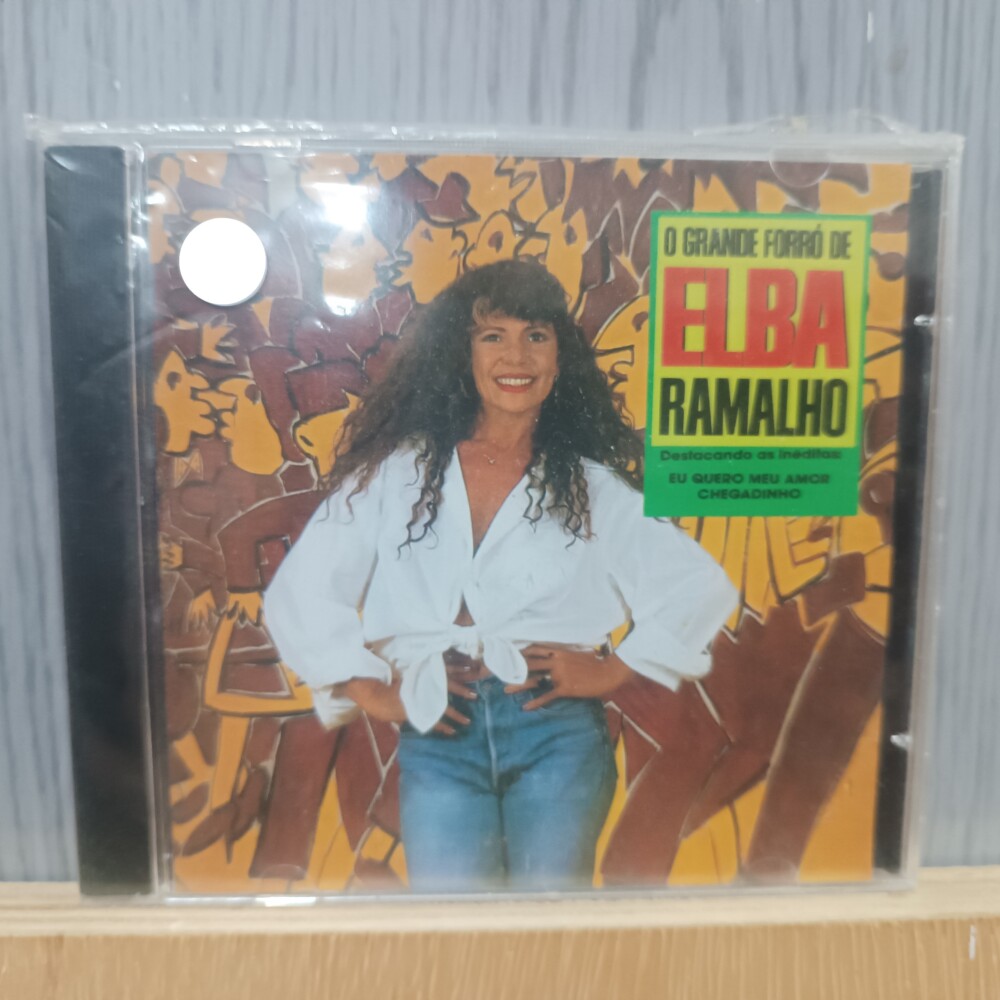 O GRANDE FORRÓ DE
ELBA
RAMALHO
Destacando as inéditas:
EU QUERO MEU AMOR
CHEGADINHO